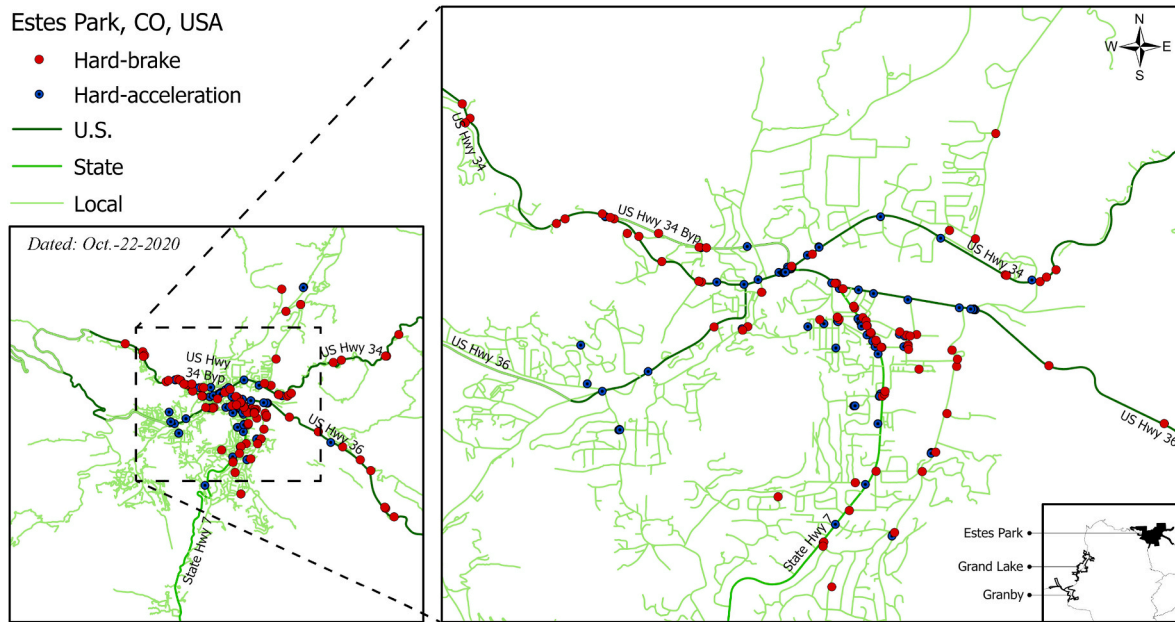 Estes Park, CO, USA
Hard-brake
Hard-acceleration
U.S.
State
Local
Dated: Oct.-22-2020
US Hwy
34 Byp
US Hwy 34
US Hwy 36
State Hwy 7
N
W E
S
US Hwy 34
US Hwy 34 Byp
US Hwy 34
US Hwy 36
US Hwy 36
State Hwy 7
Estes Park
Grand Lake
Granby